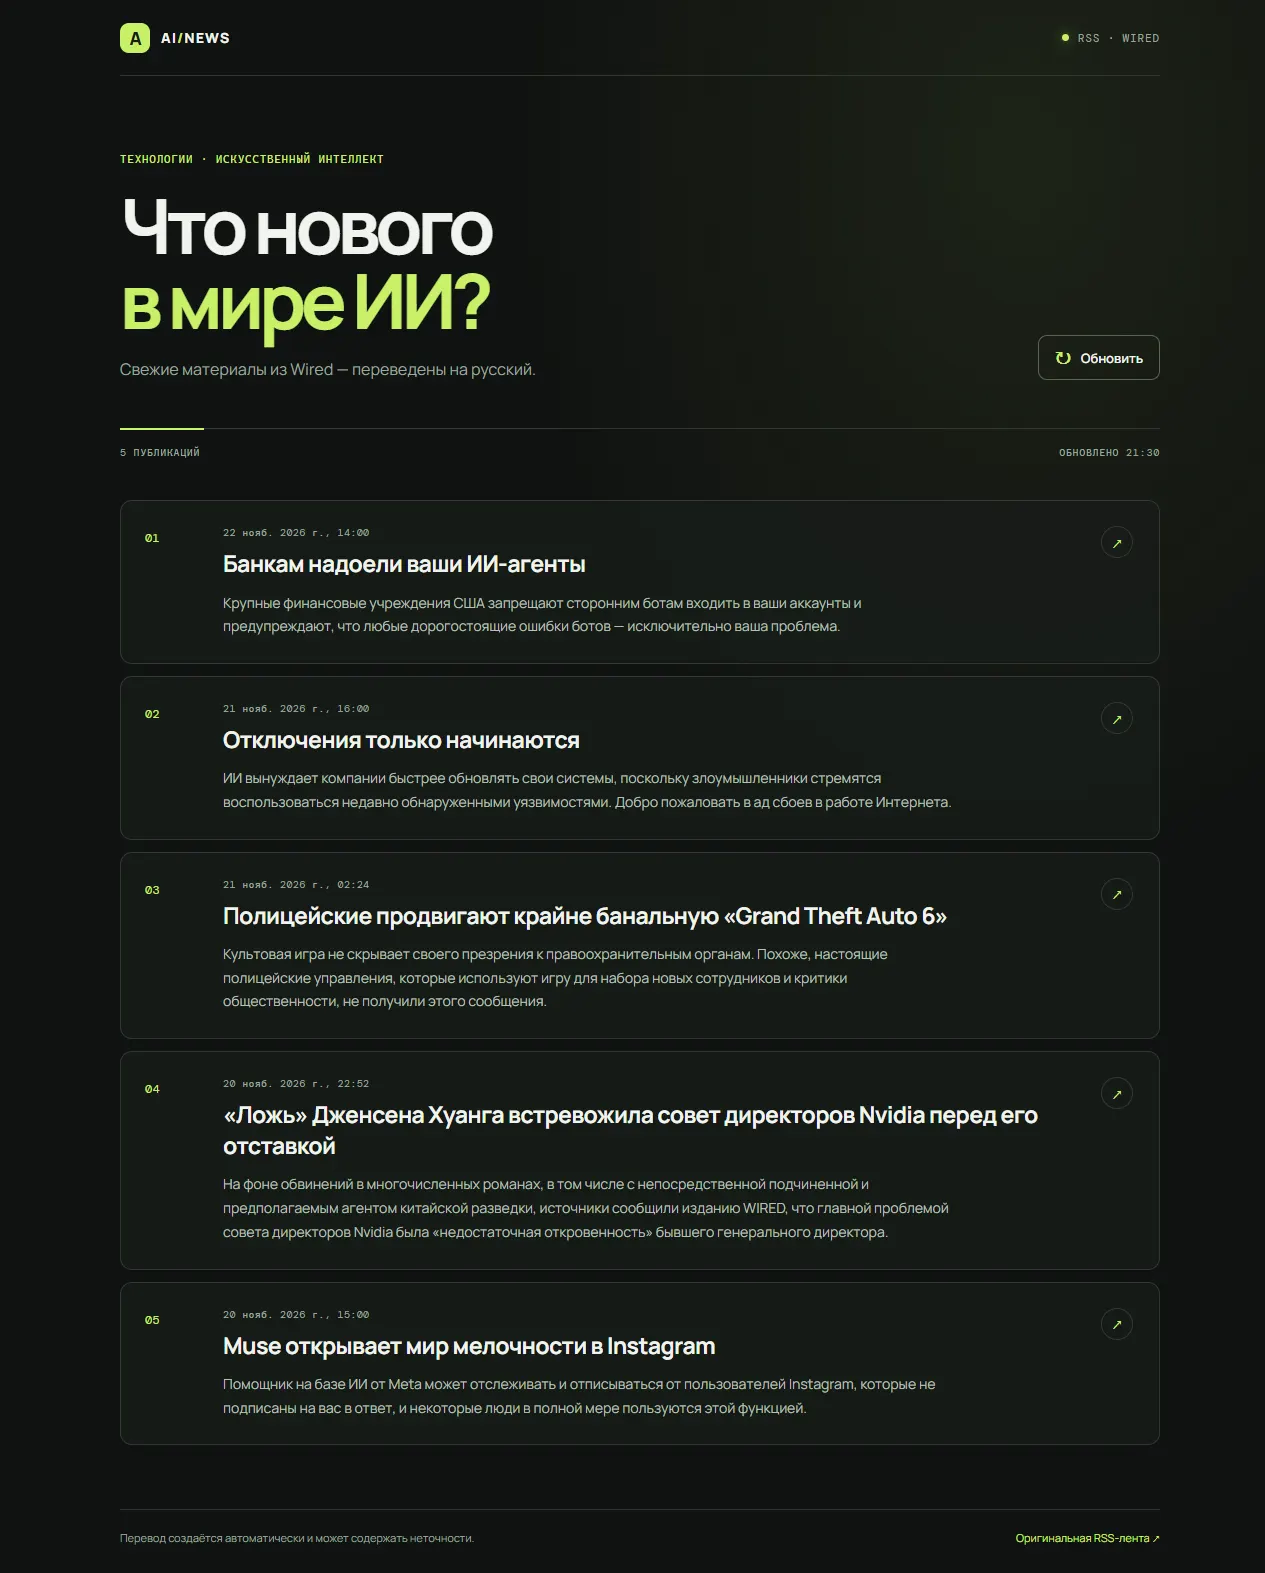 A AI/NEWS
RSS · WIRED
ТЕХНОЛОГИИ · ИСКУССТВЕННЫЙ ИНТЕЛЛЕКТ
Что нового
в мире ИИ?
Свежие материалы из Wired — переведены на русский.
↻ Обновить
5 ПУБЛИКАЦИЙ
ОБНОВЛЕНО 21:30
01
22 нояб. 2026 г., 14:00
Банкам надоели ваши ИИ-агенты
Крупные финансовые учреждения США запрещают сторонним ботам входить в ваши аккаунты и
предупреждают, что любые дорогостоящие ошибки ботов — исключительно ваша проблема.
↗
02
21 нояб. 2026 г., 16:00
Отключения только начинаются
ИИ вынуждает компании быстрее обновлять свои системы, поскольку злоумышленники стремятся
воспользоваться недавно обнаруженными уязвимостями. Добро пожаловать в ад сбоев в работе Интернета.
↗
03
21 нояб. 2026 г., 02:24
Полицейские продвигают крайне банальную «Grand Theft Auto 6»
Культовая игра не скрывает своего презрения к правоохранительным органам. Похоже, настоящие
полицейские управления, которые используют игру для набора новых сотрудников и критики
общественности, не получили этого сообщения.
↗
04
20 нояб. 2026 г., 22:52
«Ложь» Дженсена Хуанга встревожила совет директоров Nvidia перед его
отставкой
На фоне обвинений в многочисленных романах, в том числе с непосредственной подчиненной и
предполагаемым агентом китайской разведки, источники сообщили изданию WIRED, что главной проблемой
совета директоров Nvidia была «недостаточная откровенность» бывшего генерального директора.
↗
05
20 нояб. 2026 г., 15:00
Muse открывает мир мелочности в Instagram
Помощник на базе ИИ от Meta может отслеживать и отписываться от пользователей Instagram, которые не
подписаны на вас в ответ, и некоторые люди в полной мере пользуются этой функцией.
↗
Перевод создаётся автоматически и может содержать неточности.
Оригинальная RSS-лента ↗